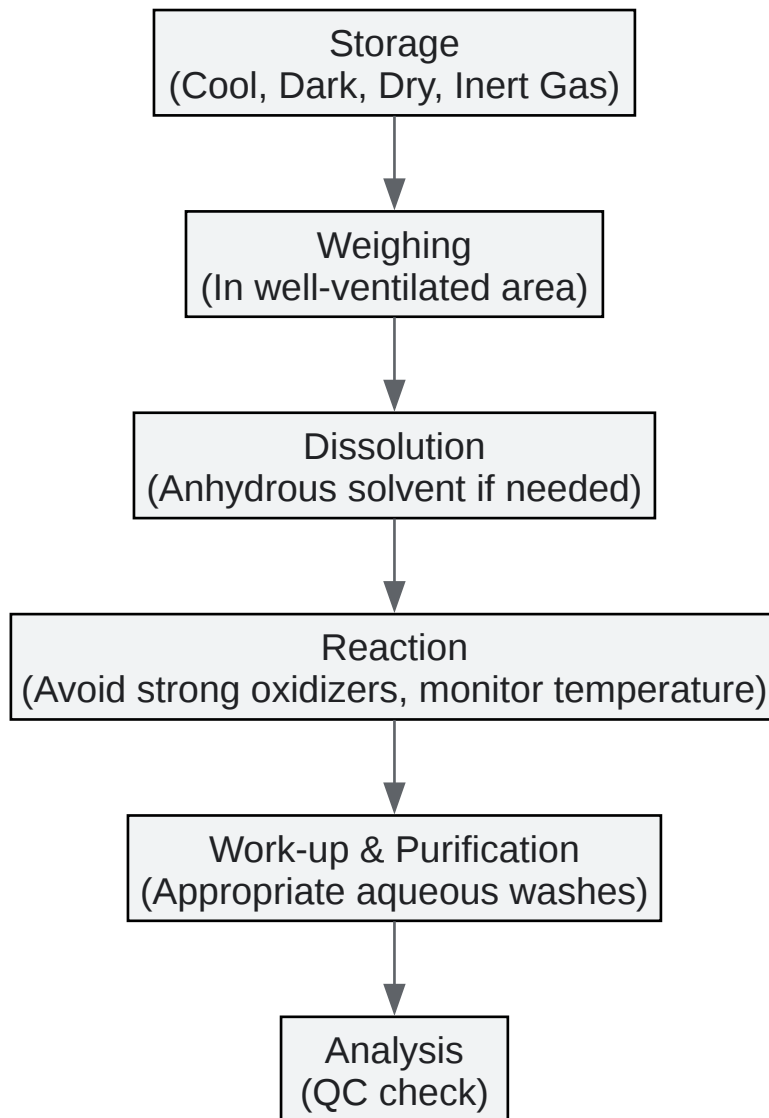 Storage
(Cool, Dark, Dry, Inert Gas)
Weighing
(In well-ventilated area)
Dissolution
(Anhydrous solvent if needed)
Reaction
(Avoid strong oxidizers, monitor temperature)
Work-up & Purification
(Appropriate aqueous washes)
Analysis
(QC check)